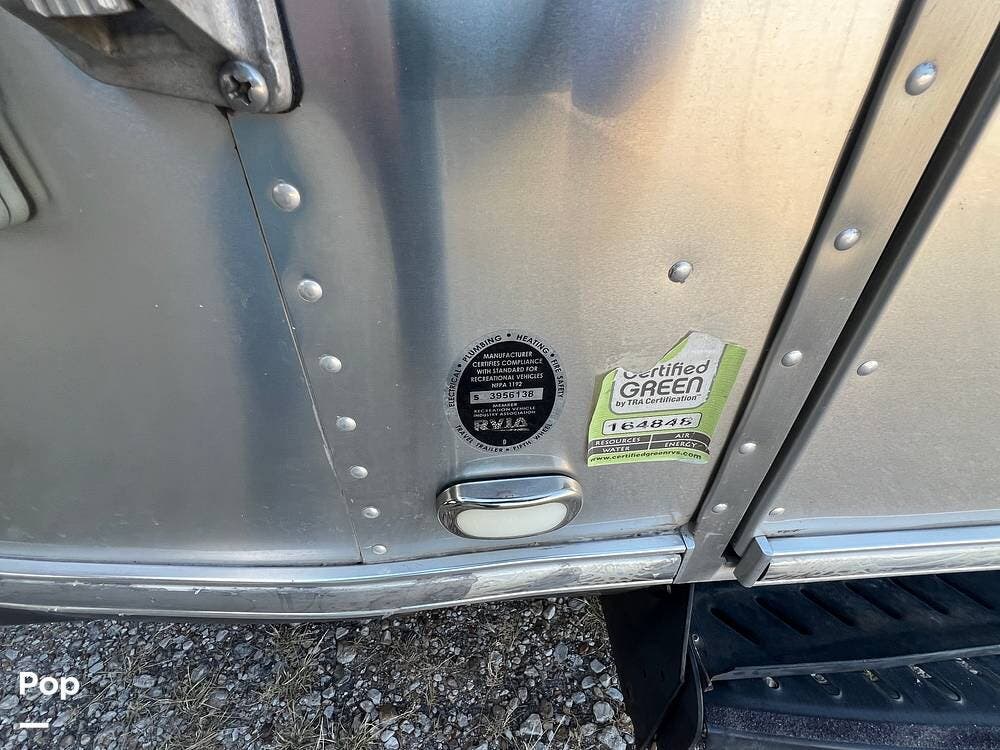 ELECTRICAL • PLUMBING • HEATING • FIRE SAFETY
MANUFACTURER
CERTIFIES COMPLIANCE
WITH STANDARD FOR
RECREATIONAL VEHICLES
NFPA 1192
S 3956138
MEMBER
RECREATION VEHICLE
INDUSTRY ASSOCIATION
RVIA
TRAVEL TRAILER • FIFTH WHEEL
Certified
GREEN
by TRA Certification™
164848
RESOURCES AIR
WATER ENERGY
www.certifiedgreenrvs.com
Pop